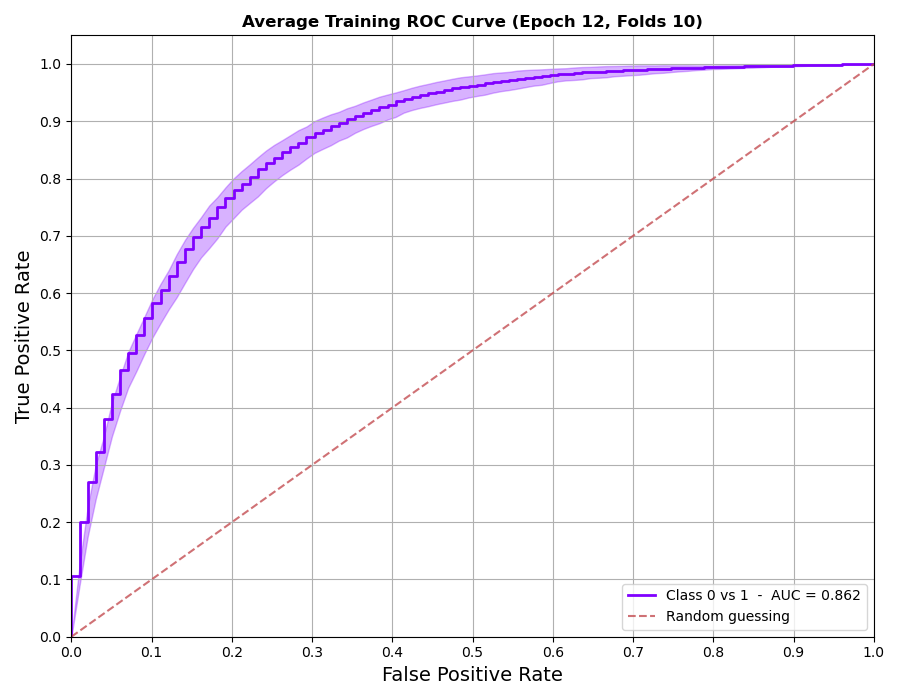 Average Training ROC Curve (Epoch 12, Folds 10)
True Positive Rate
1.0
0.9
0.8
0.7
0.6
0.5
0.4
0.3
0.2
0.1
0.0
Class 0 vs 1 - AUC = 0.862
Random guessing
0.0 0.1 0.2 0.3 0.4 0.5 0.6 0.7 0.8 0.9 1.0
False Positive Rate